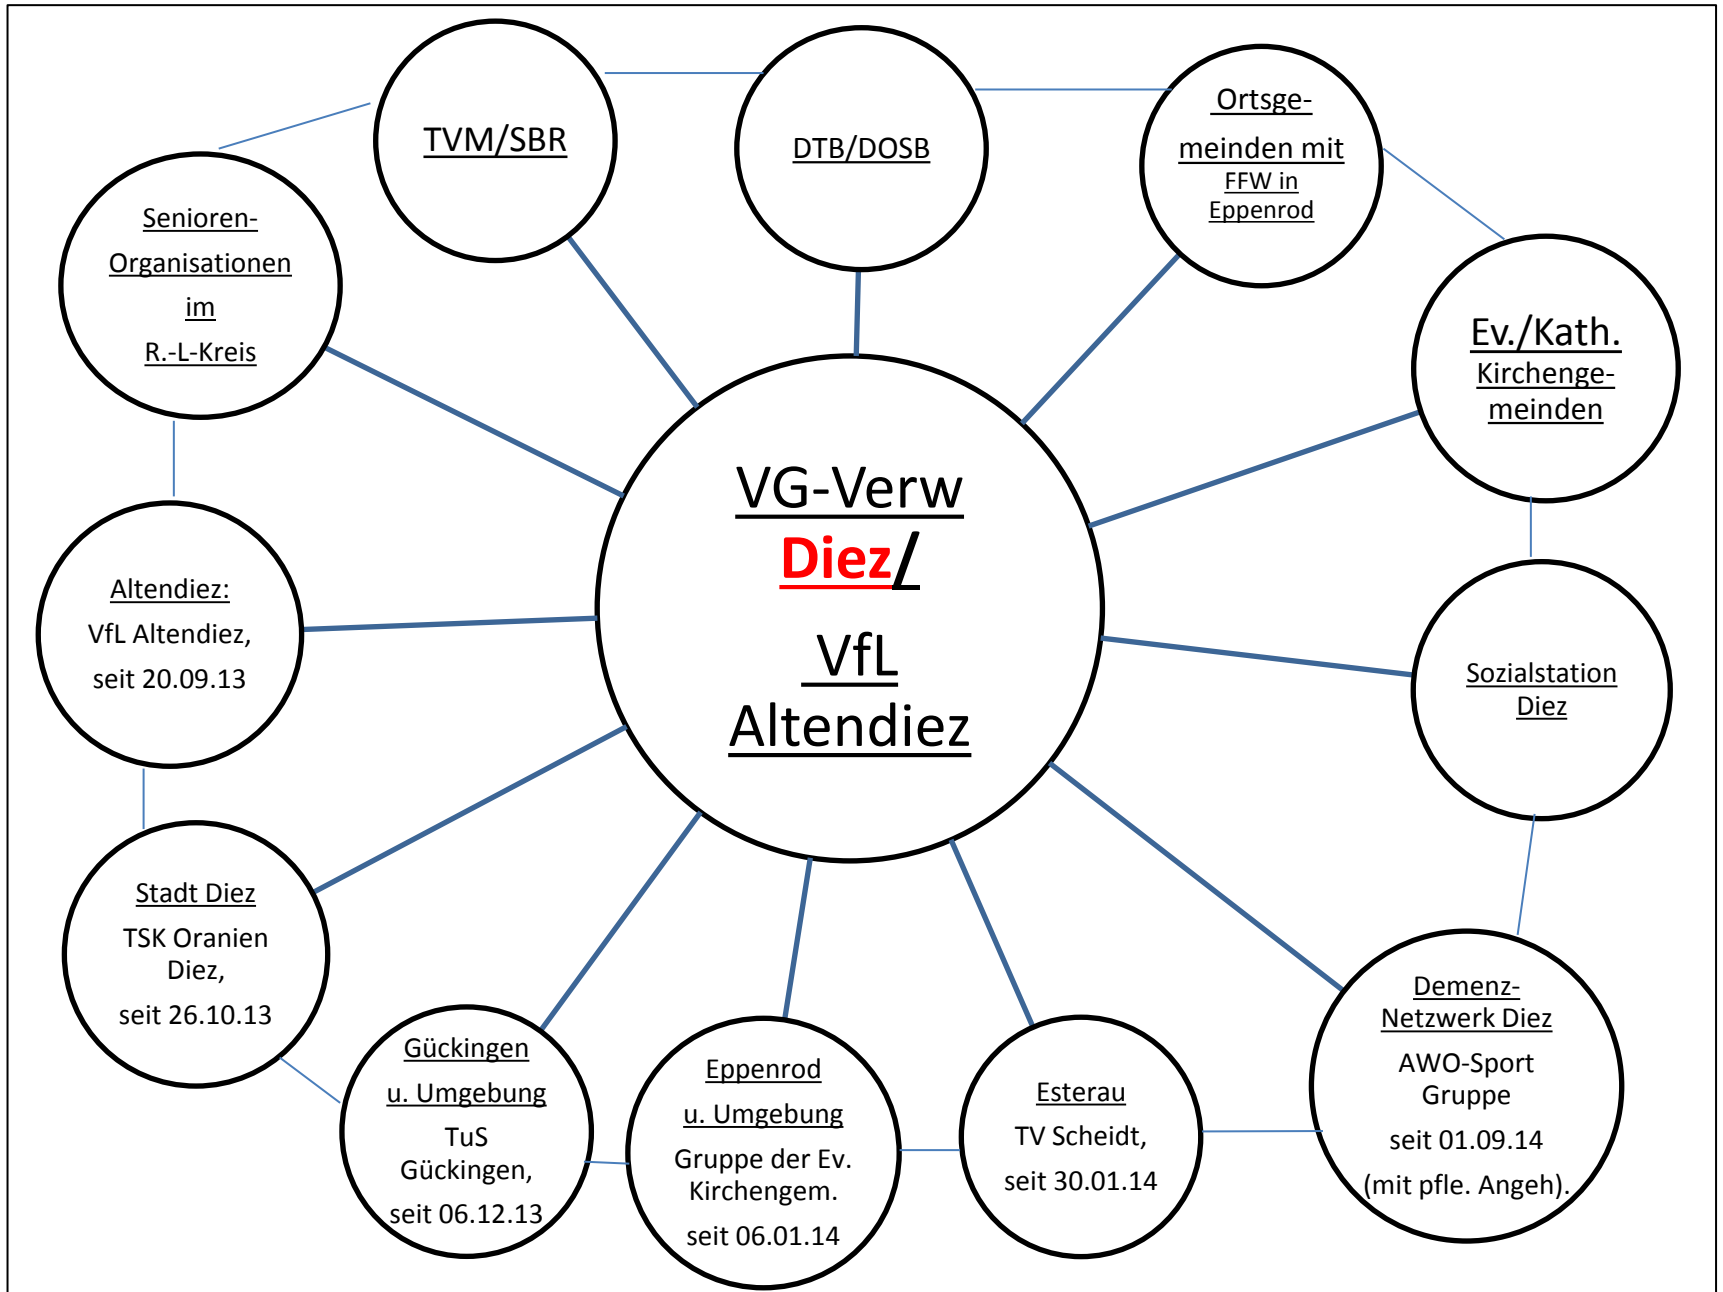 TVM/SBR
DTB/DOSB
Ortsge-
meinden mit
FFW in
Eppenrod
Senioren-
Organisationen
im
R.-L-Kreis
Ev./Kath.
Kirchenge-
meinden
VG-Verw
Diez/
VfL
Altendiez
Altendiez:
VfL Altendiez,
seit 20.09.13
Sozialstation
Diez
Stadt Diez
TSK Oranien
Diez,
seit 26.10.13
Gückingen
u. Umgebung
TuS
Gückingen,
seit 06.12.13
Eppenrod
u. Umgebung
Gruppe der Ev.
Kirchengem.
seit 06.01.14
Esterau
TV Scheidt,
seit 30.01.14
Demenz-
Netzwerk Diez
AWO-Sport
Gruppe
seit 01.09.14
(mit pfle. Angeh).